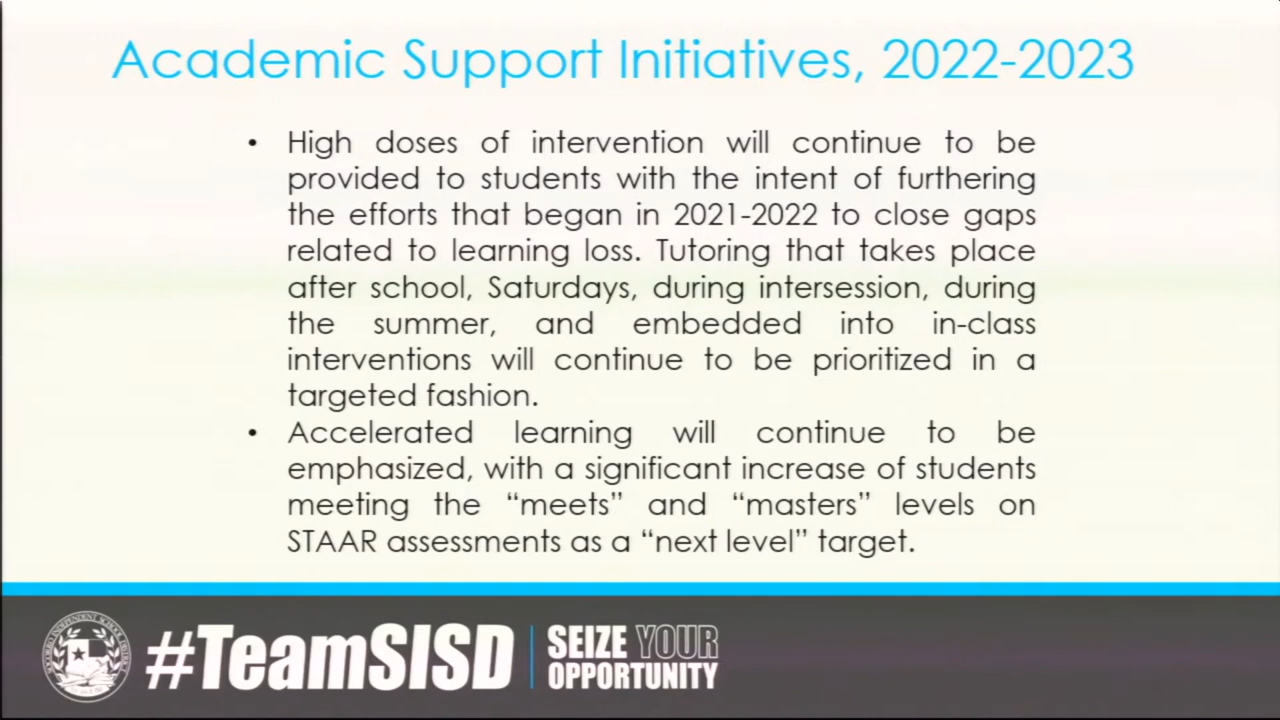 Academic Support Initiatives, 2022-2023
• High doses of intervention will continue to be
provided to students with the intent of furthering
the efforts that began in 2021-2022 to close gaps
related to learning loss. Tutoring that takes place
after school, Saturdays, during intersession, during
the summer, and embedded into in-class
interventions will continue to be prioritized in a
targeted fashion.
• Accelerated learning will continue to be
emphasized, with a significant increase of students
meeting the “meets” and “masters” levels on
STAAR assessments as a “next level” target.
SOCORRO INDEPENDENT SCHOOL DISTRICT
#TeamSISD
SEIZE YOUR
OPPORTUNITY